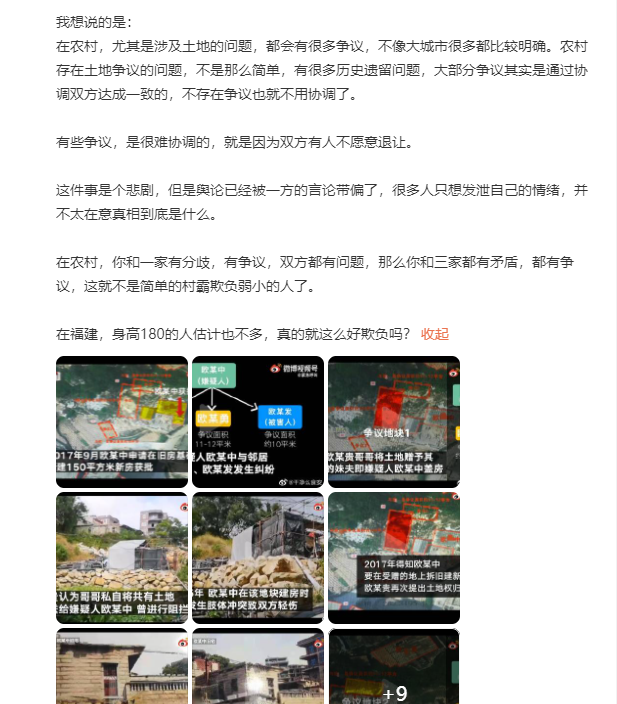 我想说的是：
在农村，尤其是涉及土地的问题，都会有很多争议，不像大城市很多都比较明确。农村
存在土地争议的问题，不是那么简单，有很多历史遗留问题，大部分争议其实是通过协
调双方达成一致的，不存在争议也就不用协调了。
有些争议，是很难协调的，就是因为双方有人不愿意退让。
这件事是个悲剧，但是舆论已经被一方的言论带偏了，很多人只想发泄自己的情绪，并
不太在意真相到底是什么。
在农村，你和一家有分歧，有争议，双方都有问题，那么你和三家都有矛盾，都有争
议，这就不是简单的村霸欺负弱小的人了。
在福建，身高180的人估计也不多，真的就这么好欺负吗？ 收起
欧某中获
017年9月欧某中申请在旧房基
建150平方米新房获批
欧某中
（嫌疑人）
微博视频号
欧某贵
欧某发
（被害人）
争议面积
11-12平米
争议面积
约10平米
疑人欧某中与邻居
、欧某发发生纠纷
争议地块1
欧某贵哥哥将土地赠予其
的妹夫即嫌疑人欧某中盖房
贵认为哥哥私自将共有土地
送给嫌疑人欧某中 曾进行阻拦
年 欧某中在该地块建房时
发生肢体冲突致双方轻伤
2017年得知欧某中
要在受赠的地上拆旧建新
欧某贵再次提出土地权归
争议地块2
+9